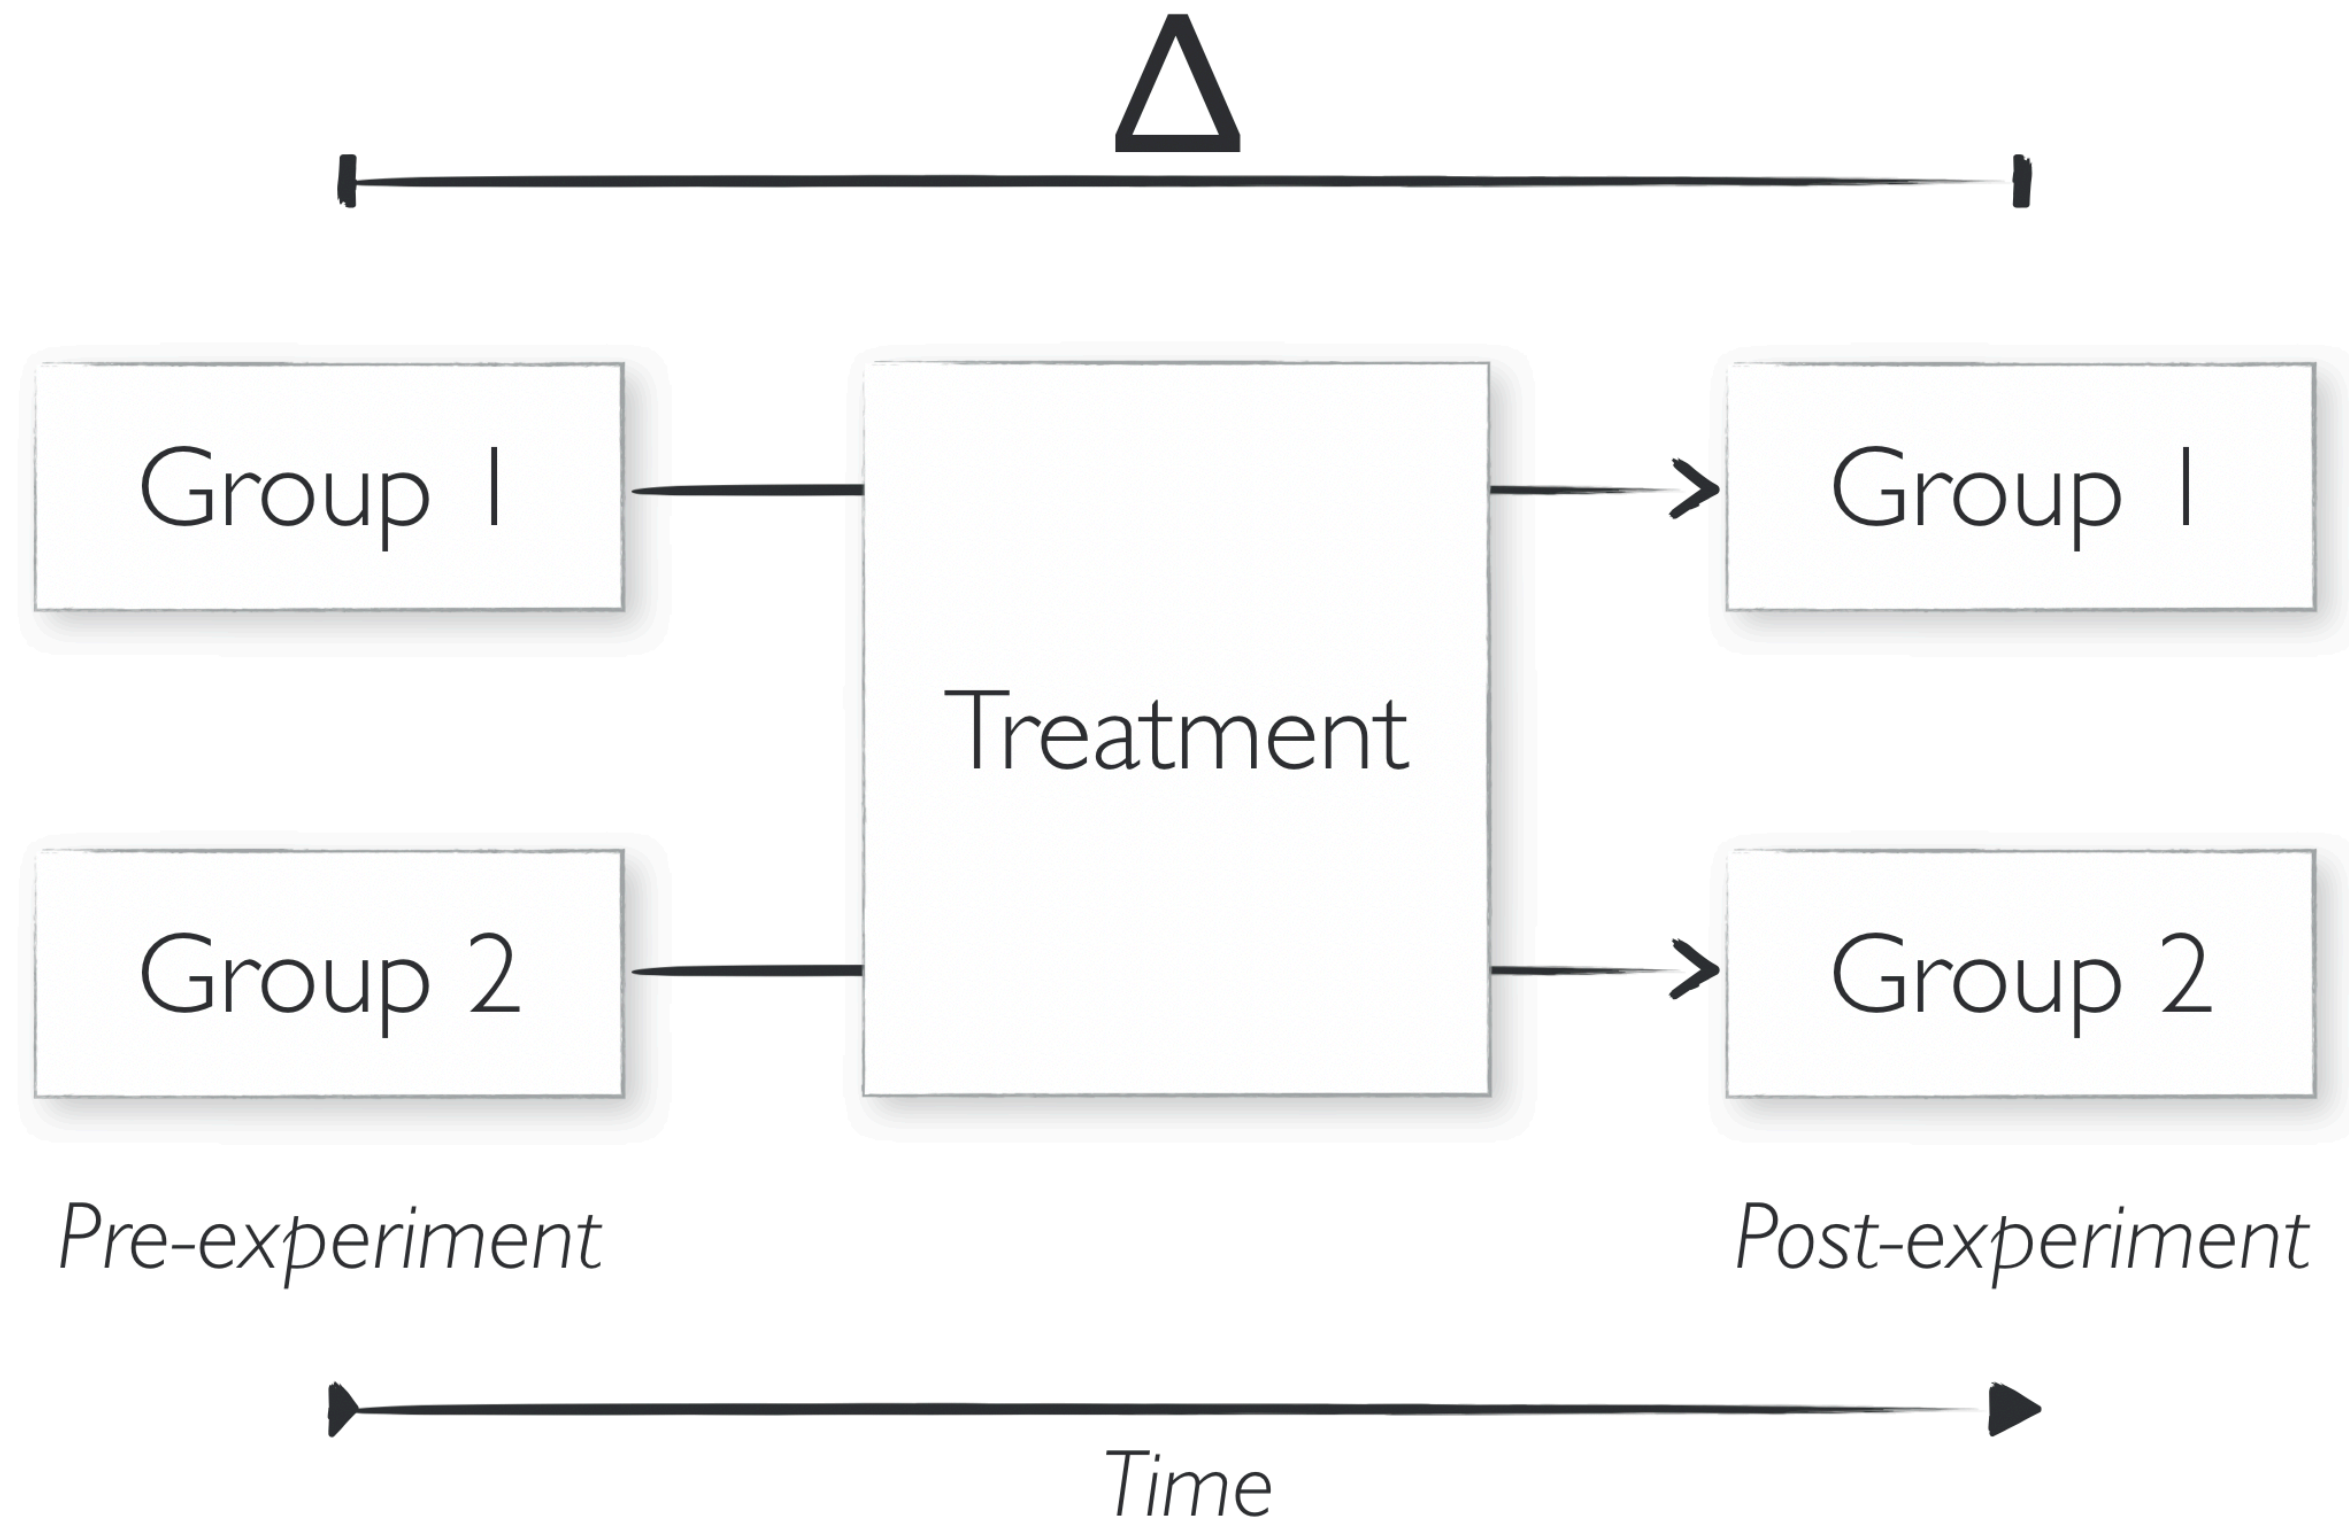 Δ
Group 1
Group 1
Treatment
Group 2
Group 2
Pre-experiment
Post-experiment
Time